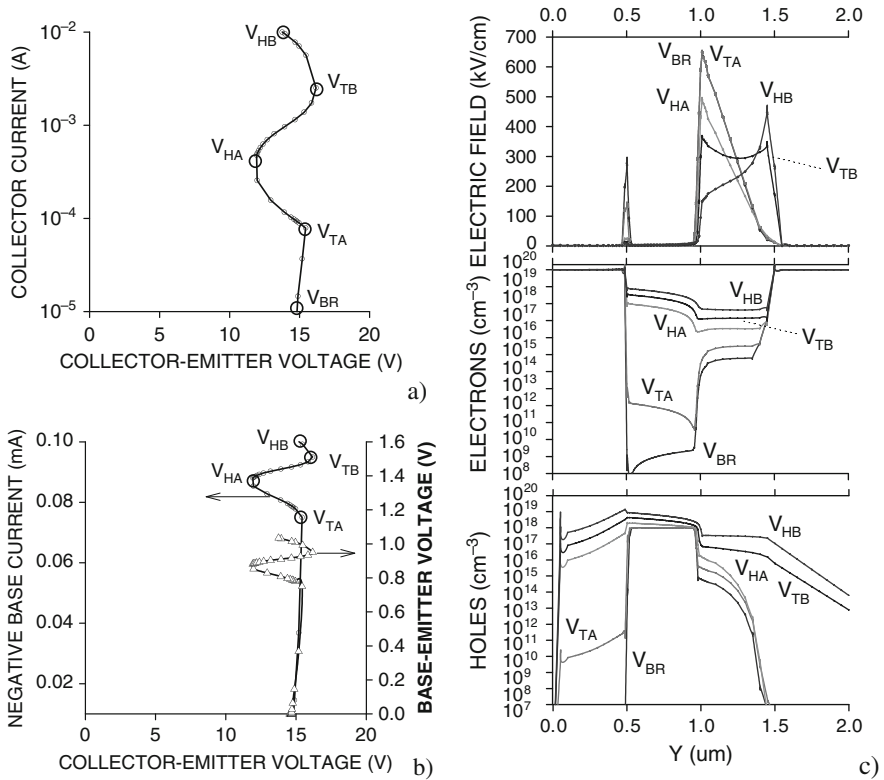 10⁻²
10⁻³
10⁻⁴
10⁻⁵
COLLECTOR CURRENT (A)
V_HB
V_TB
V_HA
V_TA
V_BR
0 5 10 15 20
COLLECTOR-EMITTER VOLTAGE (V)
a)
0.10
0.08
0.06
0.04
0.02
NEGATIVE BASE CURRENT (mA)
V_HB
V_TB
V_HA
V_TA
1.6
1.4
1.2
1.0
0.8
0.6
0.4
0.2
0.0
BASE-EMITTER VOLTAGE (V)
0 5 10 15 20
COLLECTOR-EMITTER VOLTAGE (V)
b)
0.0 0.5 1.0 1.5 2.0
700
600
500
400
300
200
100
0
ELECTRIC FIELD (kV/cm)
V_BR V_TA
V_HA
V_HB
V_TB
10²⁰
10¹⁹
10¹⁸
10¹⁷
10¹⁶
10¹⁵
10¹⁴
10¹³
10¹²
10¹¹
10¹⁰
10⁹
10⁸
ELECTRONS (cm⁻³)
V_HB
V_HA
V_TB
V_TA
V_BR
10²⁰
10¹⁹
10¹⁸
10¹⁷
10¹⁶
10¹⁵
10¹⁴
10¹³
10¹²
10¹¹
10¹⁰
10⁹
10⁸
10⁷
HOLES (cm⁻³)
V_HB
V_HA
V_TB
V_TA
V_BR
0.0 0.5 1.0 1.5 2.0
Y (um)
c)